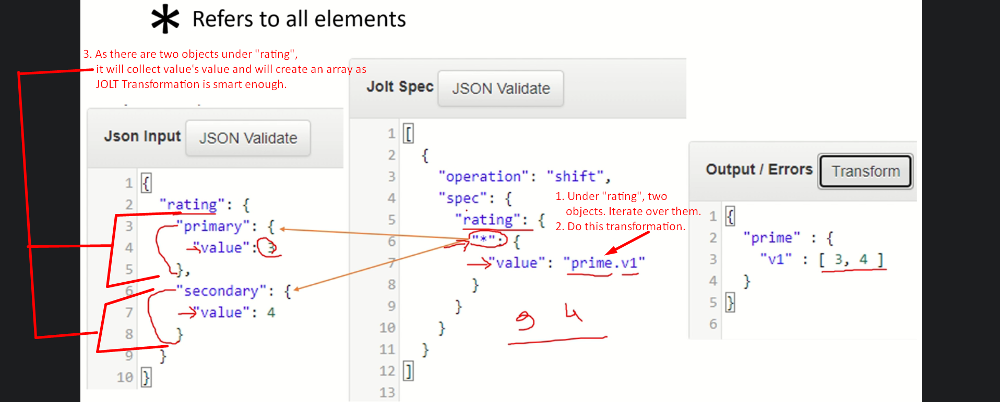 * Refers to all elements
3. As there are two objects under "rating",
it will collect value's value and will create an array as
JOLT Transformation is smart enough.
Json Input JSON Validate
1 {
2 "rating": {
3 "primary": {
4 "value": 3
5 },
6 "secondary": {
7 "value": 4
8 }
9 }
10 }
Jolt Spec JSON Validate
1 [
2 {
3 "operation": "shift",
4 "spec": {
5 "rating": {
6 "*": {
7 "value": "prime.v1"
8 }
9 }
10 }
11 }
12 ]
13
1. Under "rating", two
objects. Iterate over them.
2. Do this transformation.
3 4
Output / Errors Transform
1 {
2 "prime" : {
3 "v1" : [ 3, 4 ]
4 }
5 }
6